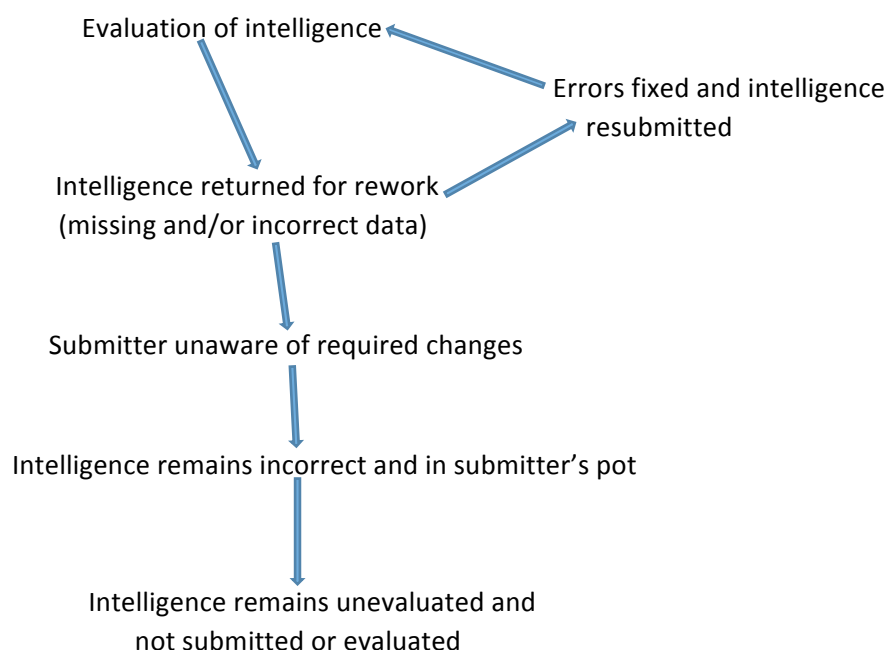 Evaluation of intelligence
Errors fixed and intelligence
resubmitted
Intelligence returned for rework
(missing and/or incorrect data)
Submitter unaware of required changes
Intelligence remains incorrect and in submitter’s pot
Intelligence remains unevaluated and
not submitted or evaluated